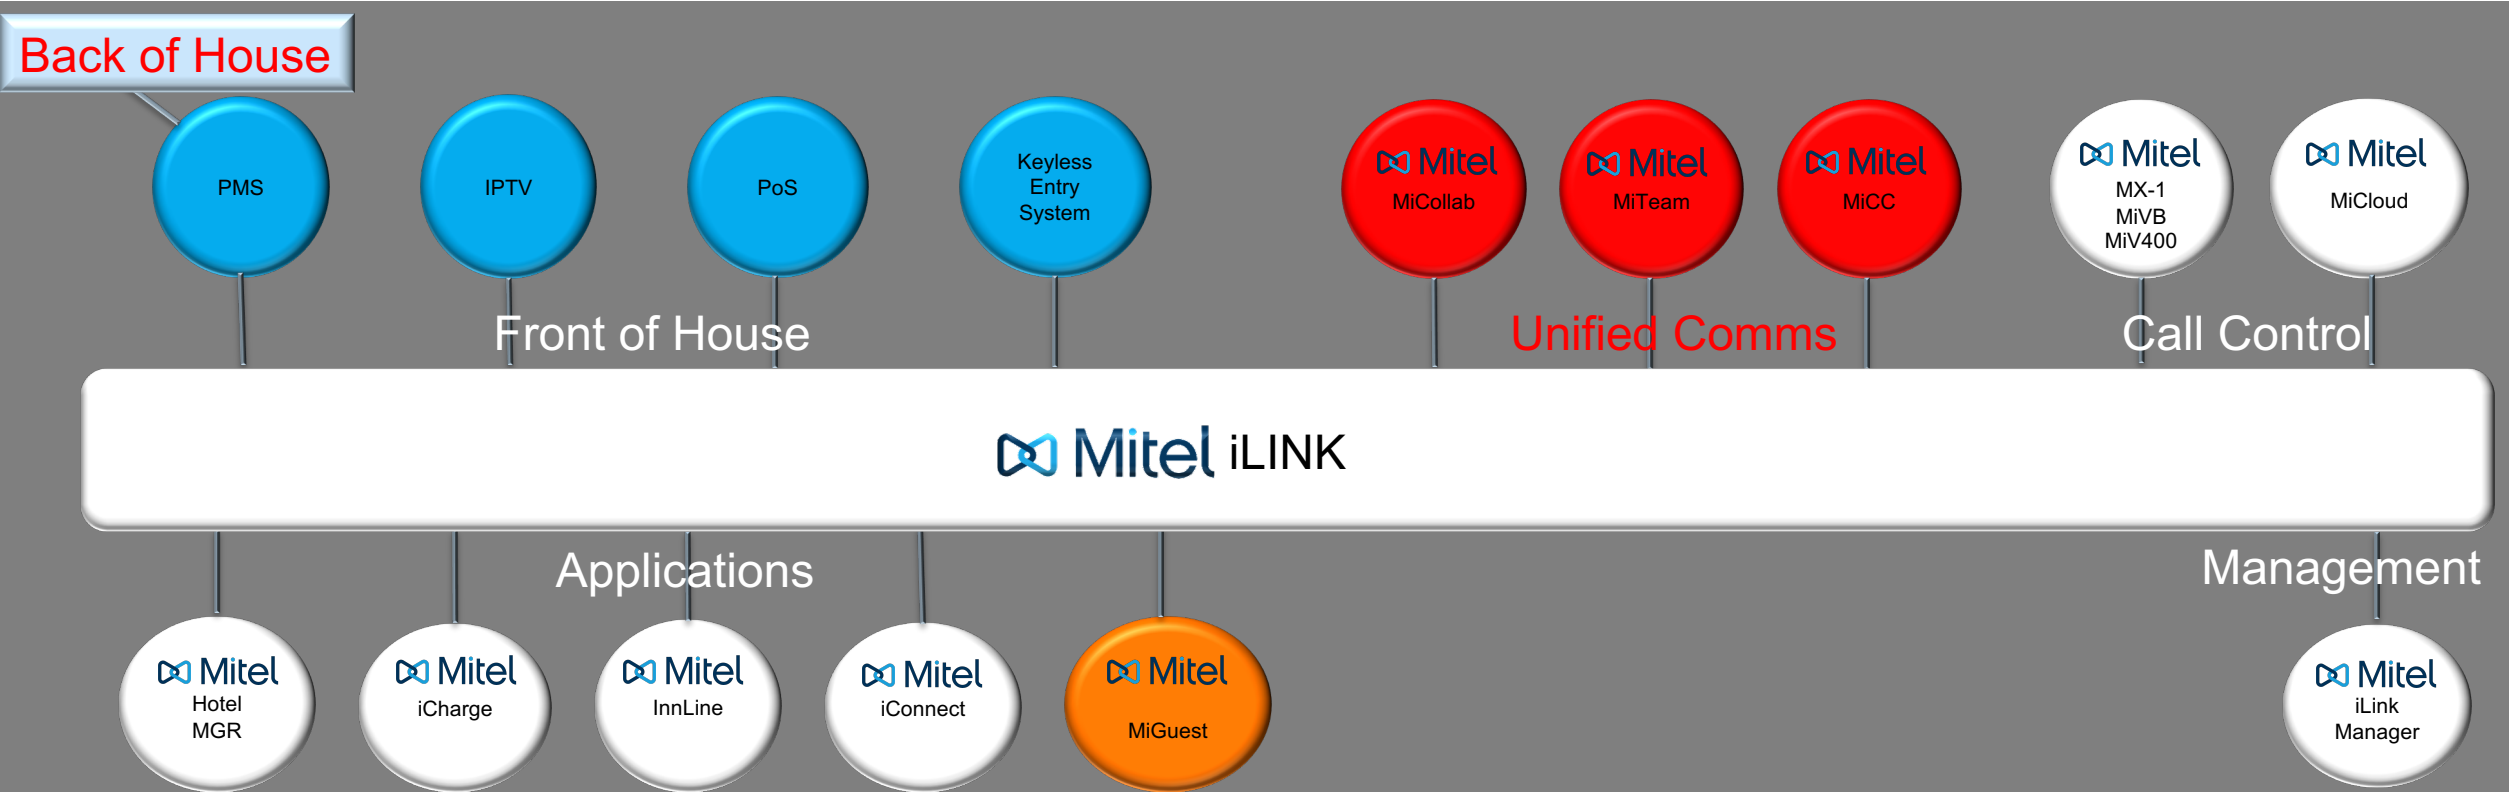 Back of House
PMS
IPTV
PoS
Keyless
Entry
System
Mitel
MiCollab
Mitel
MiTeam
Mitel
MiCC
Mitel
MX-1
MiVB
MiV400
Mitel
MiCloud
Front of House
Unified Comms
Call Control
Mitel iLINK
Applications
Management
Mitel
Hotel
MGR
Mitel
iCharge
Mitel
InnLine
Mitel
iConnect
Mitel
MiGuest
Mitel
iLink
Manager